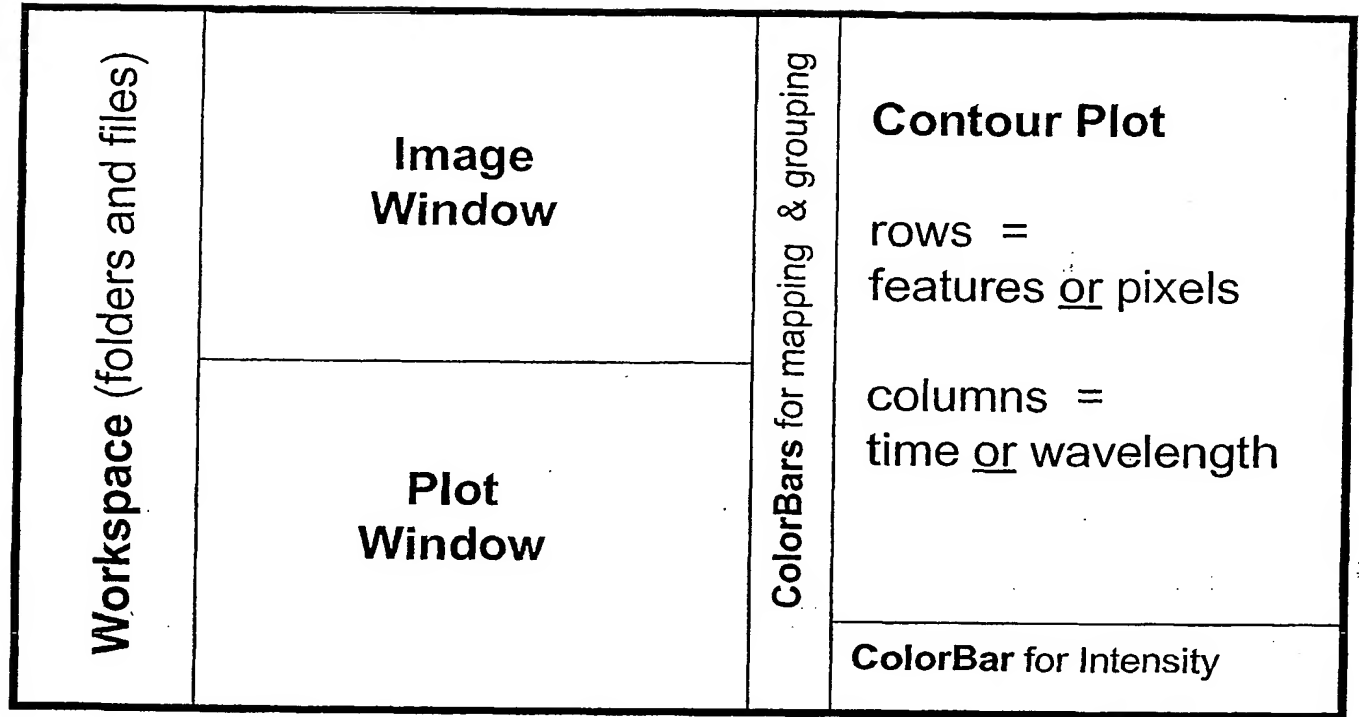 Workspace (folders and files)
Image
Window
Plot
Window
ColorBars for mapping & grouping
Contour Plot
rows =
features or pixels
columns =
time or wavelength
ColorBar for Intensity